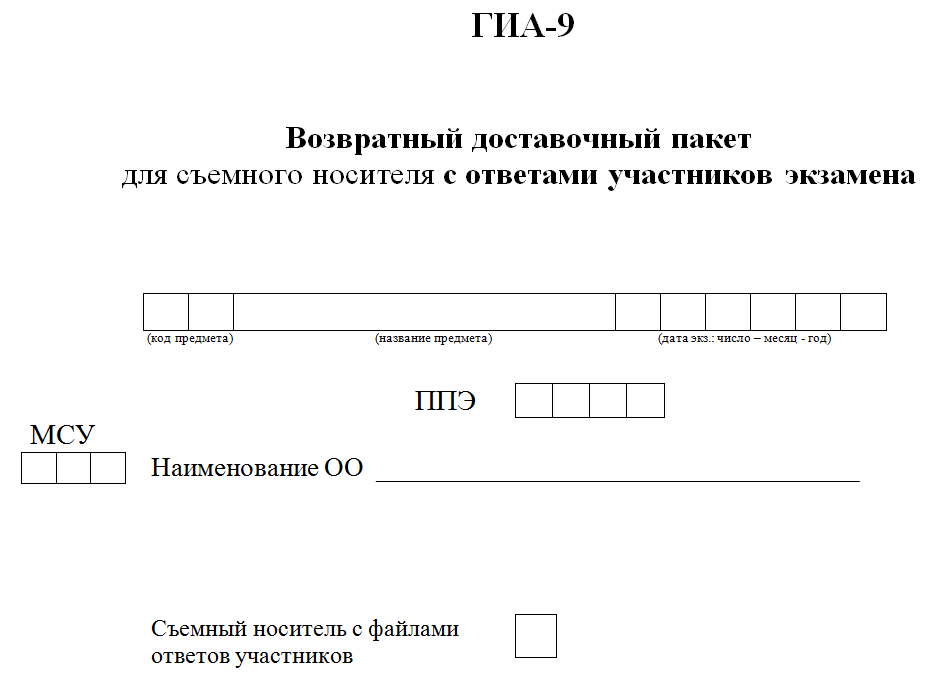 ГИА-9
Возвратный доставочный пакет
для съемного носителя с ответами участников экзамена
(код предмета) (название предмета) (дата экз.: число – месяц - год)
ППЭ
МСУ
Наименование ОО
Съемный носитель с файлами
ответов участников